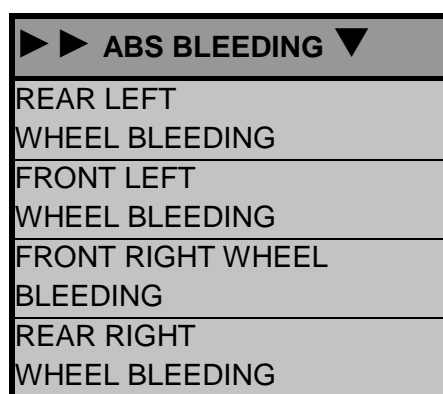 ►► ABS BLEEDING ▼
REAR LEFT
WHEEL BLEEDING
FRONT LEFT
WHEEL BLEEDING
FRONT RIGHT WHEEL
BLEEDING
REAR RIGHT
WHEEL BLEEDING